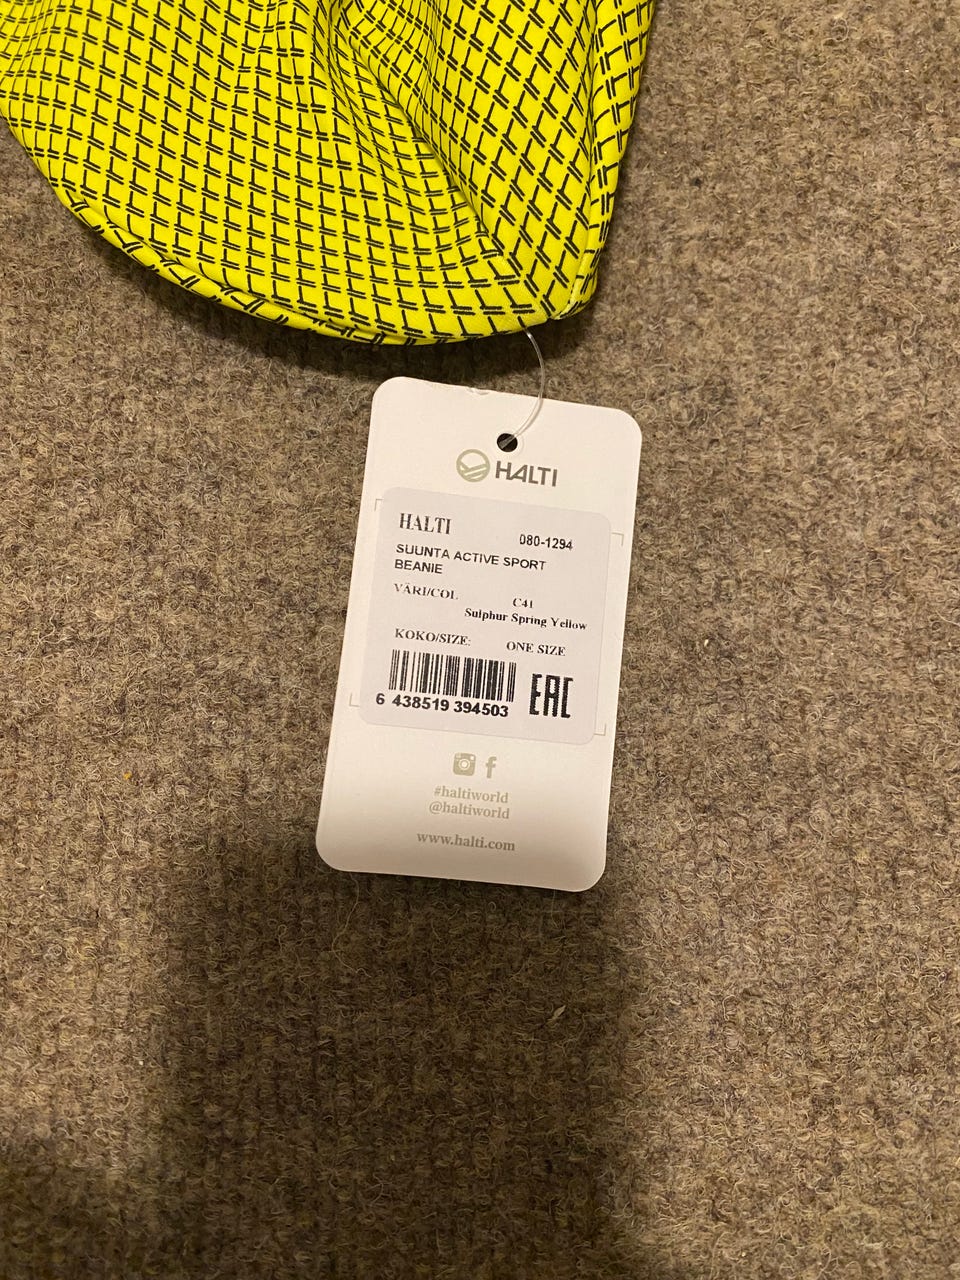 HALTI
HALTI 080-1294
SUUNTA ACTIVE SPORT
BEANIE
VÄRI/COL C41
Sulphur Spring Yellow
KOKO/SIZE: ONE SIZE
6 438519 394503
EAC
#haltiworld
@haltiworld
www.halti.com